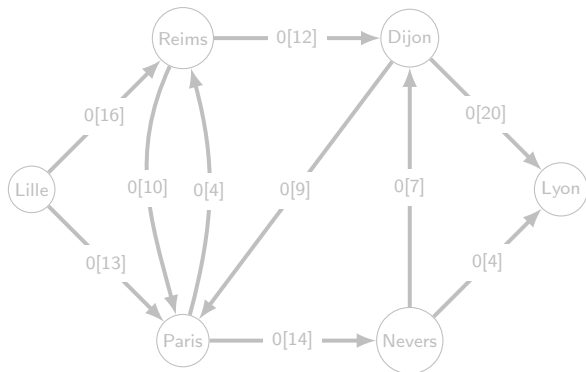 Reims
0[12]
Dijon
0[16]
0[20]
Lille
0[10]
0[4]
0[9]
0[7]
Lyon
0[13]
0[4]
Paris
0[14]
Nevers